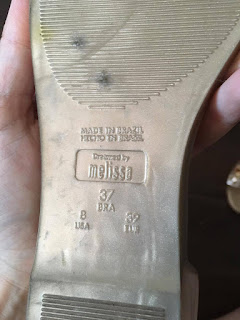 MADE IN BRAZIL
HECHO EN BRASIL
Dreamed by
melissa
37
BRA
8 39
USA EUR